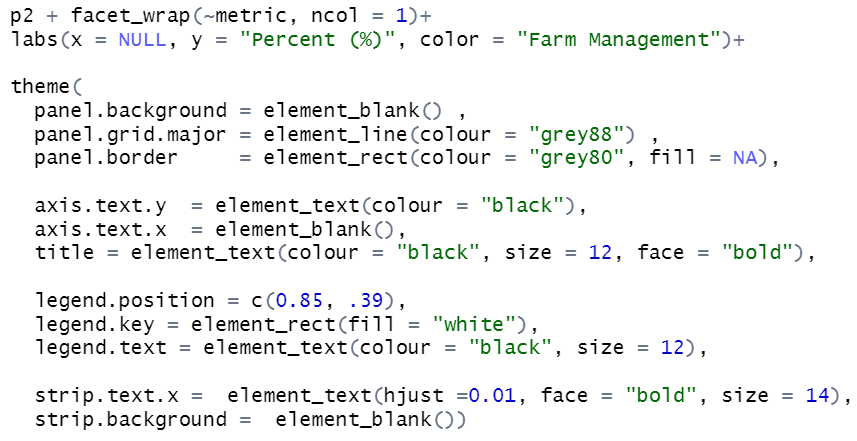 p2 + facet_wrap(~metric, ncol = 1)+
labs(x = NULL, y = "Percent (%)", color = "Farm Management")+

theme(
  panel.background = element_blank() ,
  panel.grid.major = element_line(colour = "grey88") ,
  panel.border     = element_rect(colour = "grey80", fill = NA),

  axis.text.y  = element_text(colour = "black"),
  axis.text.x  = element_blank(),
  title = element_text(colour = "black", size = 12, face = "bold"),

  legend.position = c(0.85, .39),
  legend.key = element_rect(fill = "white"),
  legend.text = element_text(colour = "black", size = 12),

  strip.text.x =  element_text(hjust =0.01, face = "bold", size = 14),
  strip.background =  element_blank())